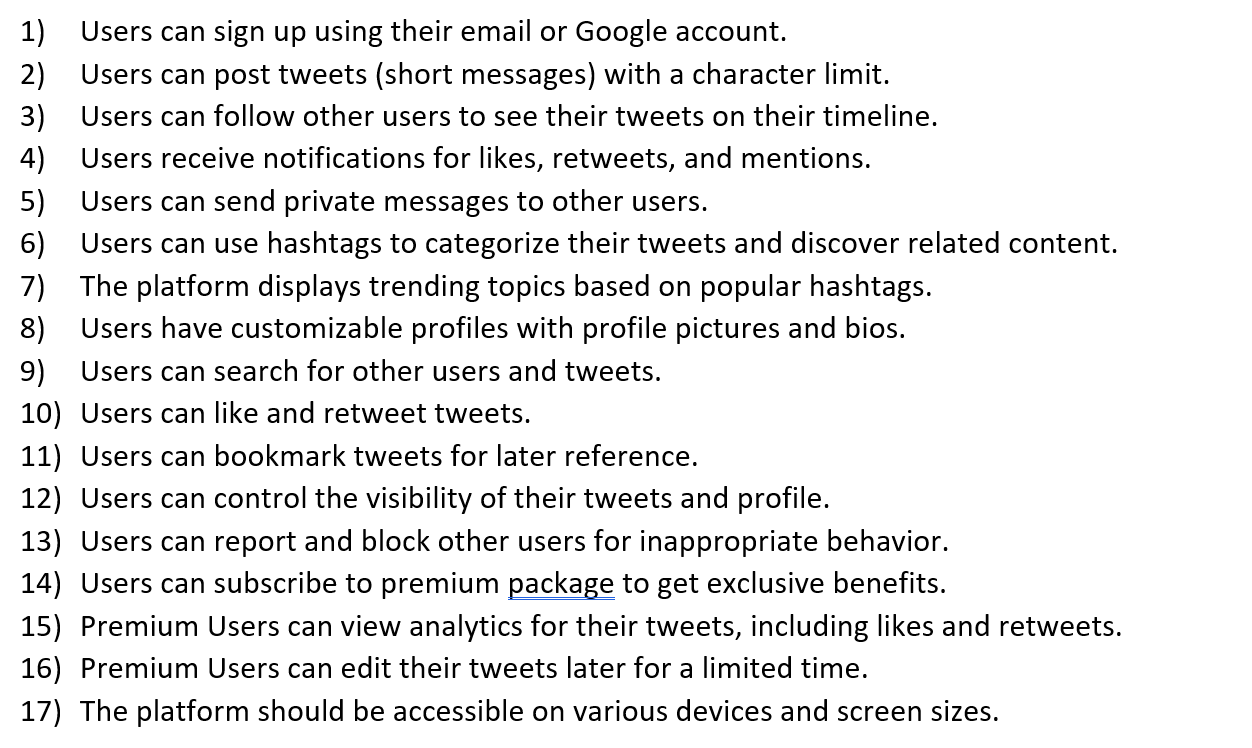 1) Users can sign up using their email or Google account.
2) Users can post tweets (short messages) with a character limit.
3) Users can follow other users to see their tweets on their timeline.
4) Users receive notifications for likes, retweets, and mentions.
5) Users can send private messages to other users.
6) Users can use hashtags to categorize their tweets and discover related content.
7) The platform displays trending topics based on popular hashtags.
8) Users have customizable profiles with profile pictures and bios.
9) Users can search for other users and tweets.
10) Users can like and retweet tweets.
11) Users can bookmark tweets for later reference.
12) Users can control the visibility of their tweets and profile.
13) Users can report and block other users for inappropriate behavior.
14) Users can subscribe to premium package to get exclusive benefits.
15) Premium Users can view analytics for their tweets, including likes and retweets.
16) Premium Users can edit their tweets later for a limited time.
17) The platform should be accessible on various devices and screen sizes.